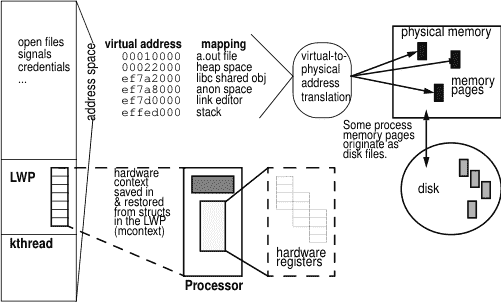 open files
signals
credentials
...
address space
virtual address mapping
00010000 a.out file
00022000 heap space
ef7a2000 libc shared obj
ef7a8000 anon space
ef7d0000 link editor
effed000 stack
virtual-to-
physical
address
translation
physical memory
memory
pages
Some process
memory pages
originate as
disk files.
disk
LWP
kthread
hardware
context
saved in
& restored
from structs
in the LWP
(mcontext)
Processor
hardware
registers